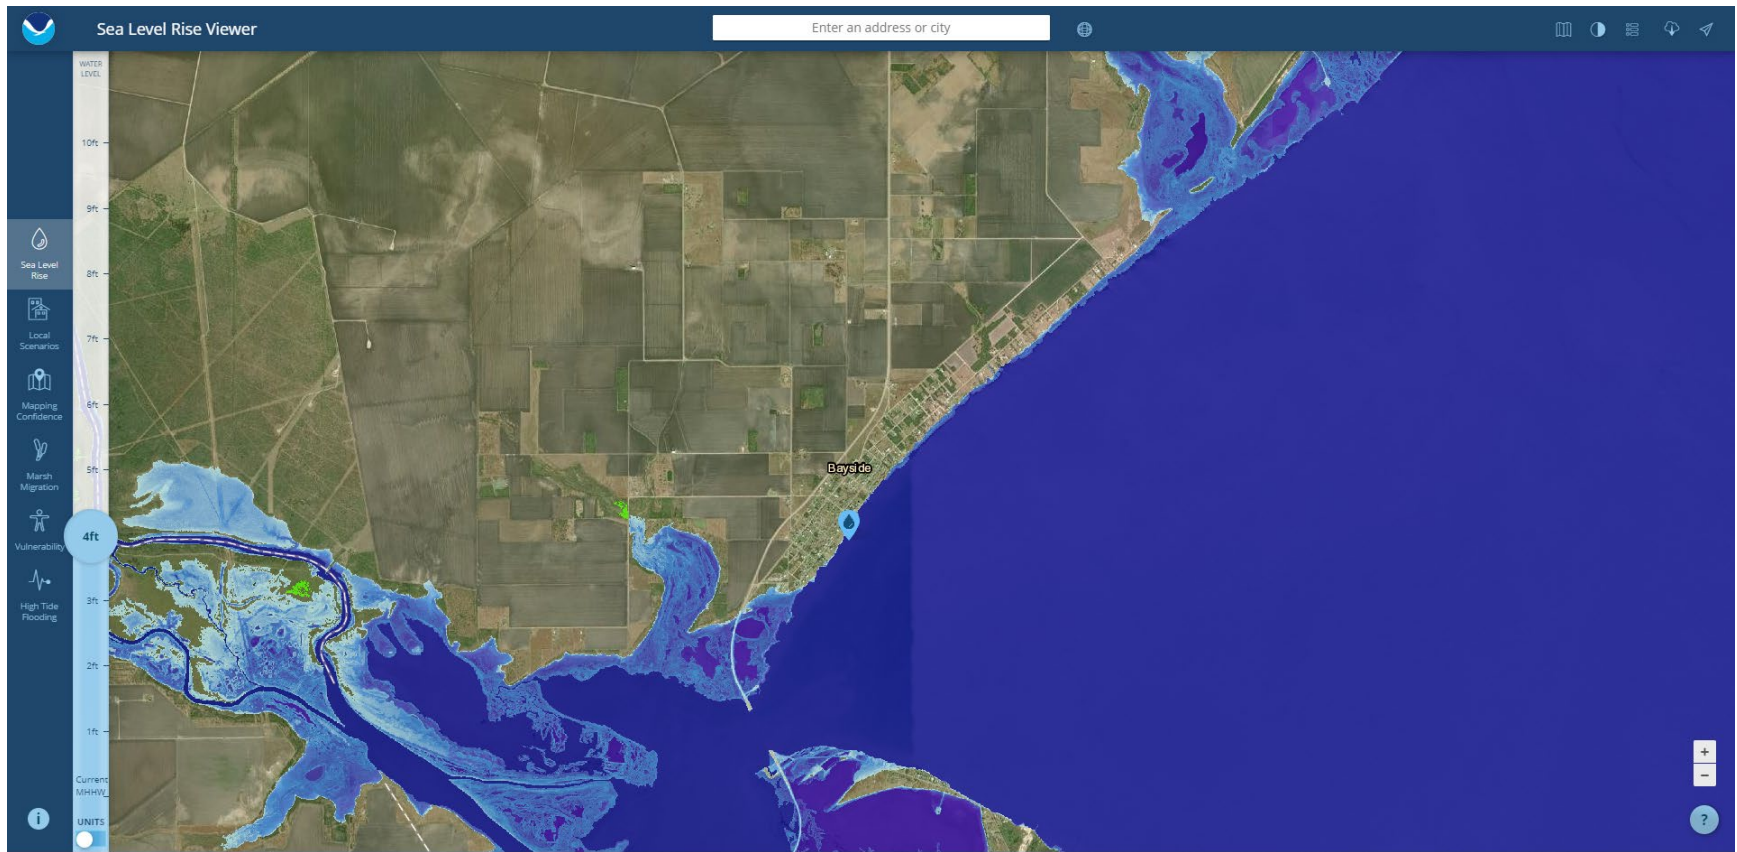 Sea Level Rise Viewer
Enter an address or city
WATER
LEVEL
10ft
9ft
8ft
7ft
6ft
5ft
4ft
3ft
2ft
1ft
Current
MHHW
UNITS
Sea Level
Rise
Local
Scenarios
Mapping
Confidence
Marsh
Migration
Vulnerability
High Tide
Flooding
i
Bayside
+
−
?